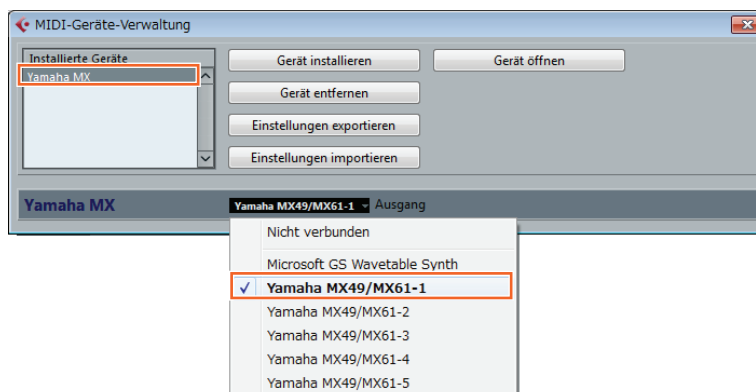 MIDI-Geräte-Verwaltung
Installierte Geräte
Yamaha MX
Gerät installieren
Gerät öffnen
Gerät entfernen
Einstellungen exportieren
Einstellungen importieren
Yamaha MX
Yamaha MX49/MX61-1 Ausgang
Nicht verbunden
Microsoft GS Wavetable Synth
Yamaha MX49/MX61-1
Yamaha MX49/MX61-2
Yamaha MX49/MX61-3
Yamaha MX49/MX61-4
Yamaha MX49/MX61-5